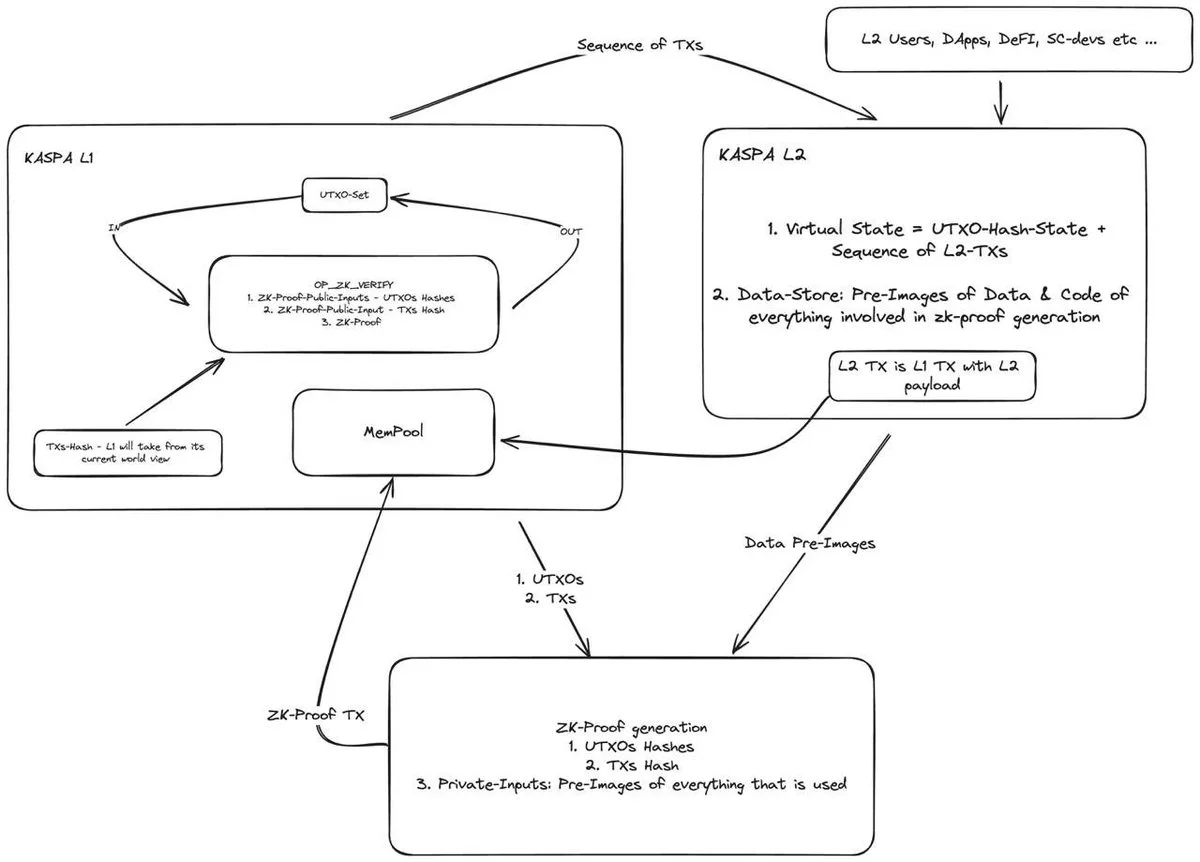 Sequence of TXs
L2 Users, DApps, DeFI, SC-devs etc ...
KASPA L1
UTXO-Set
IN
OUT
OP_ZK_VERIFY
1. ZK-Proof-Public-Inputs - UTXOs Hashes
2. ZK-Proof-Public-Input - TXs Hash
3. ZK-Proof
TXs-Hash - L1 will take from its
current world view
MemPool
KASPA L2
1. Virtual State = UTXO-Hash-State +
Sequence of L2-TXs
2. Data-Store: Pre-Images of Data & Code of
everything involved in zk-proof generation
L2 TX is L1 TX with L2
payload
1. UTXOs
2. TXs
Data Pre-Images
ZK-Proof TX
ZK-Proof generation
1. UTXOs Hashes
2. TXs Hash
3. Private-Inputs: Pre-Images of everything that is used